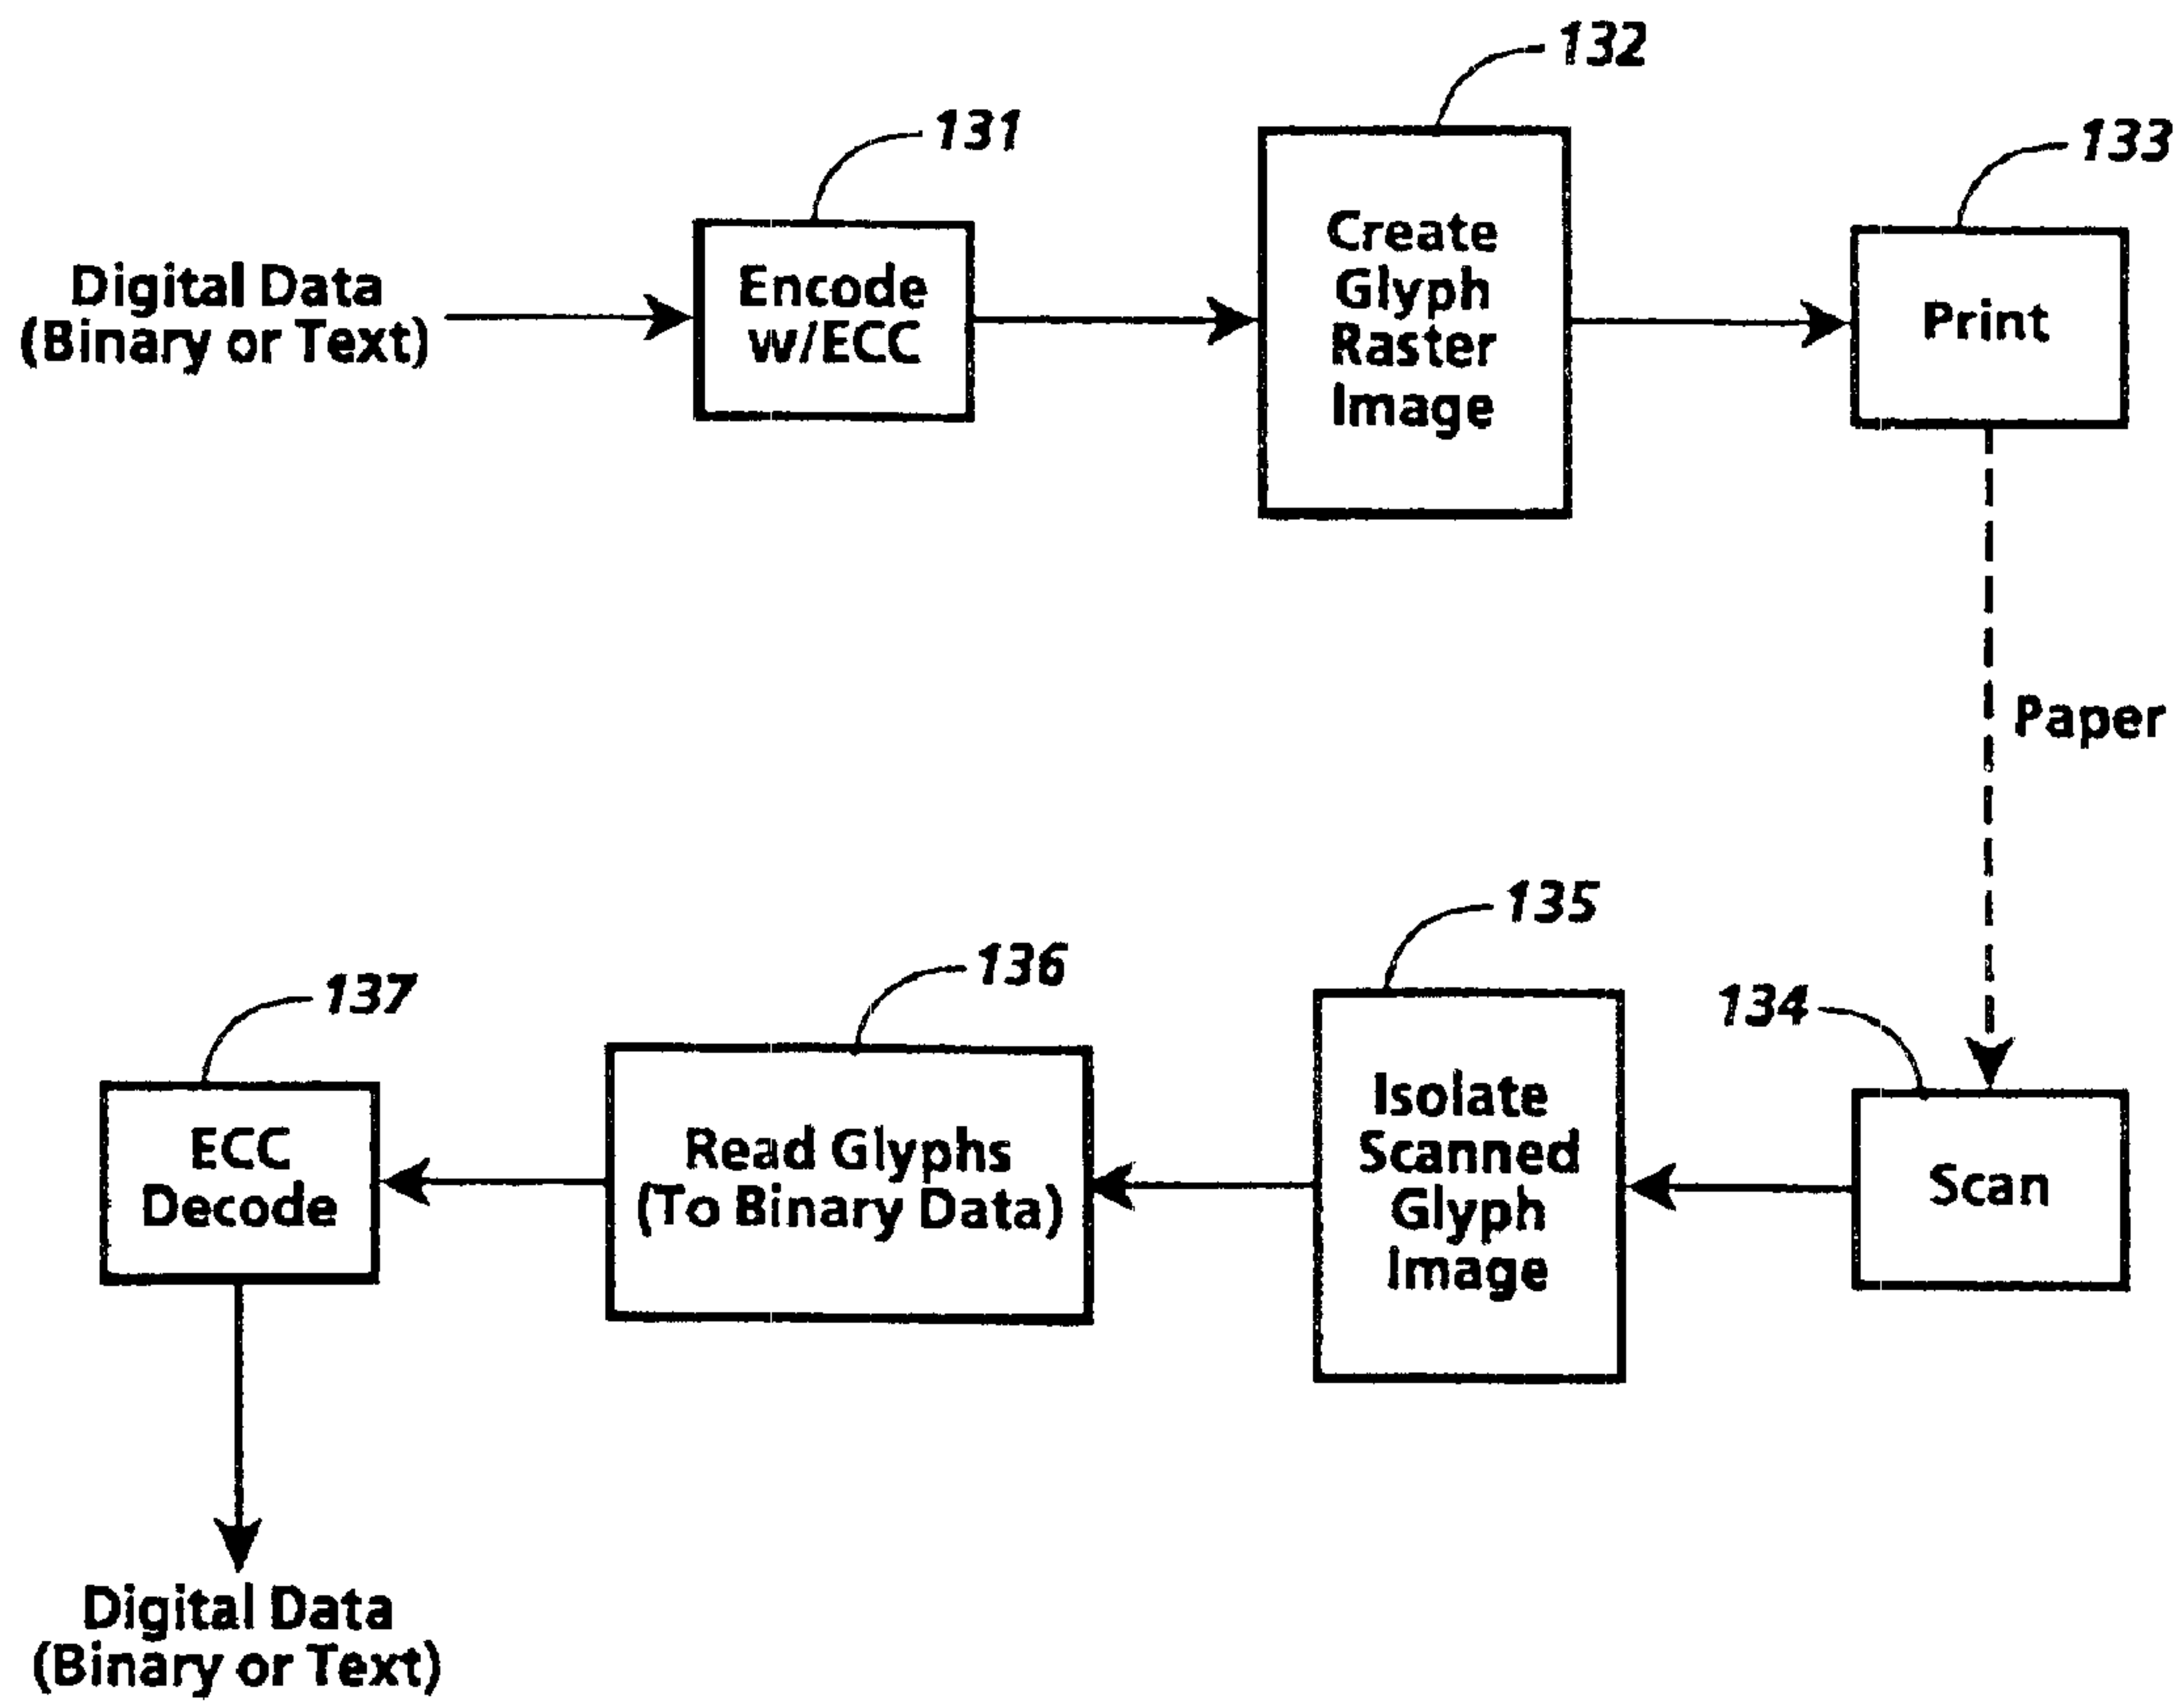 132
131
133
Digital Data
(Binary or Text)
Encode
w/ECC
Create
Glyph
Raster
Image
Print
Paper
135
136
137
134
ECC
Decode
Read Glyphs
(To Binary Data)
Isolate
Scanned
Glyph
Image
Scan
Digital Data
(Binary or Text)